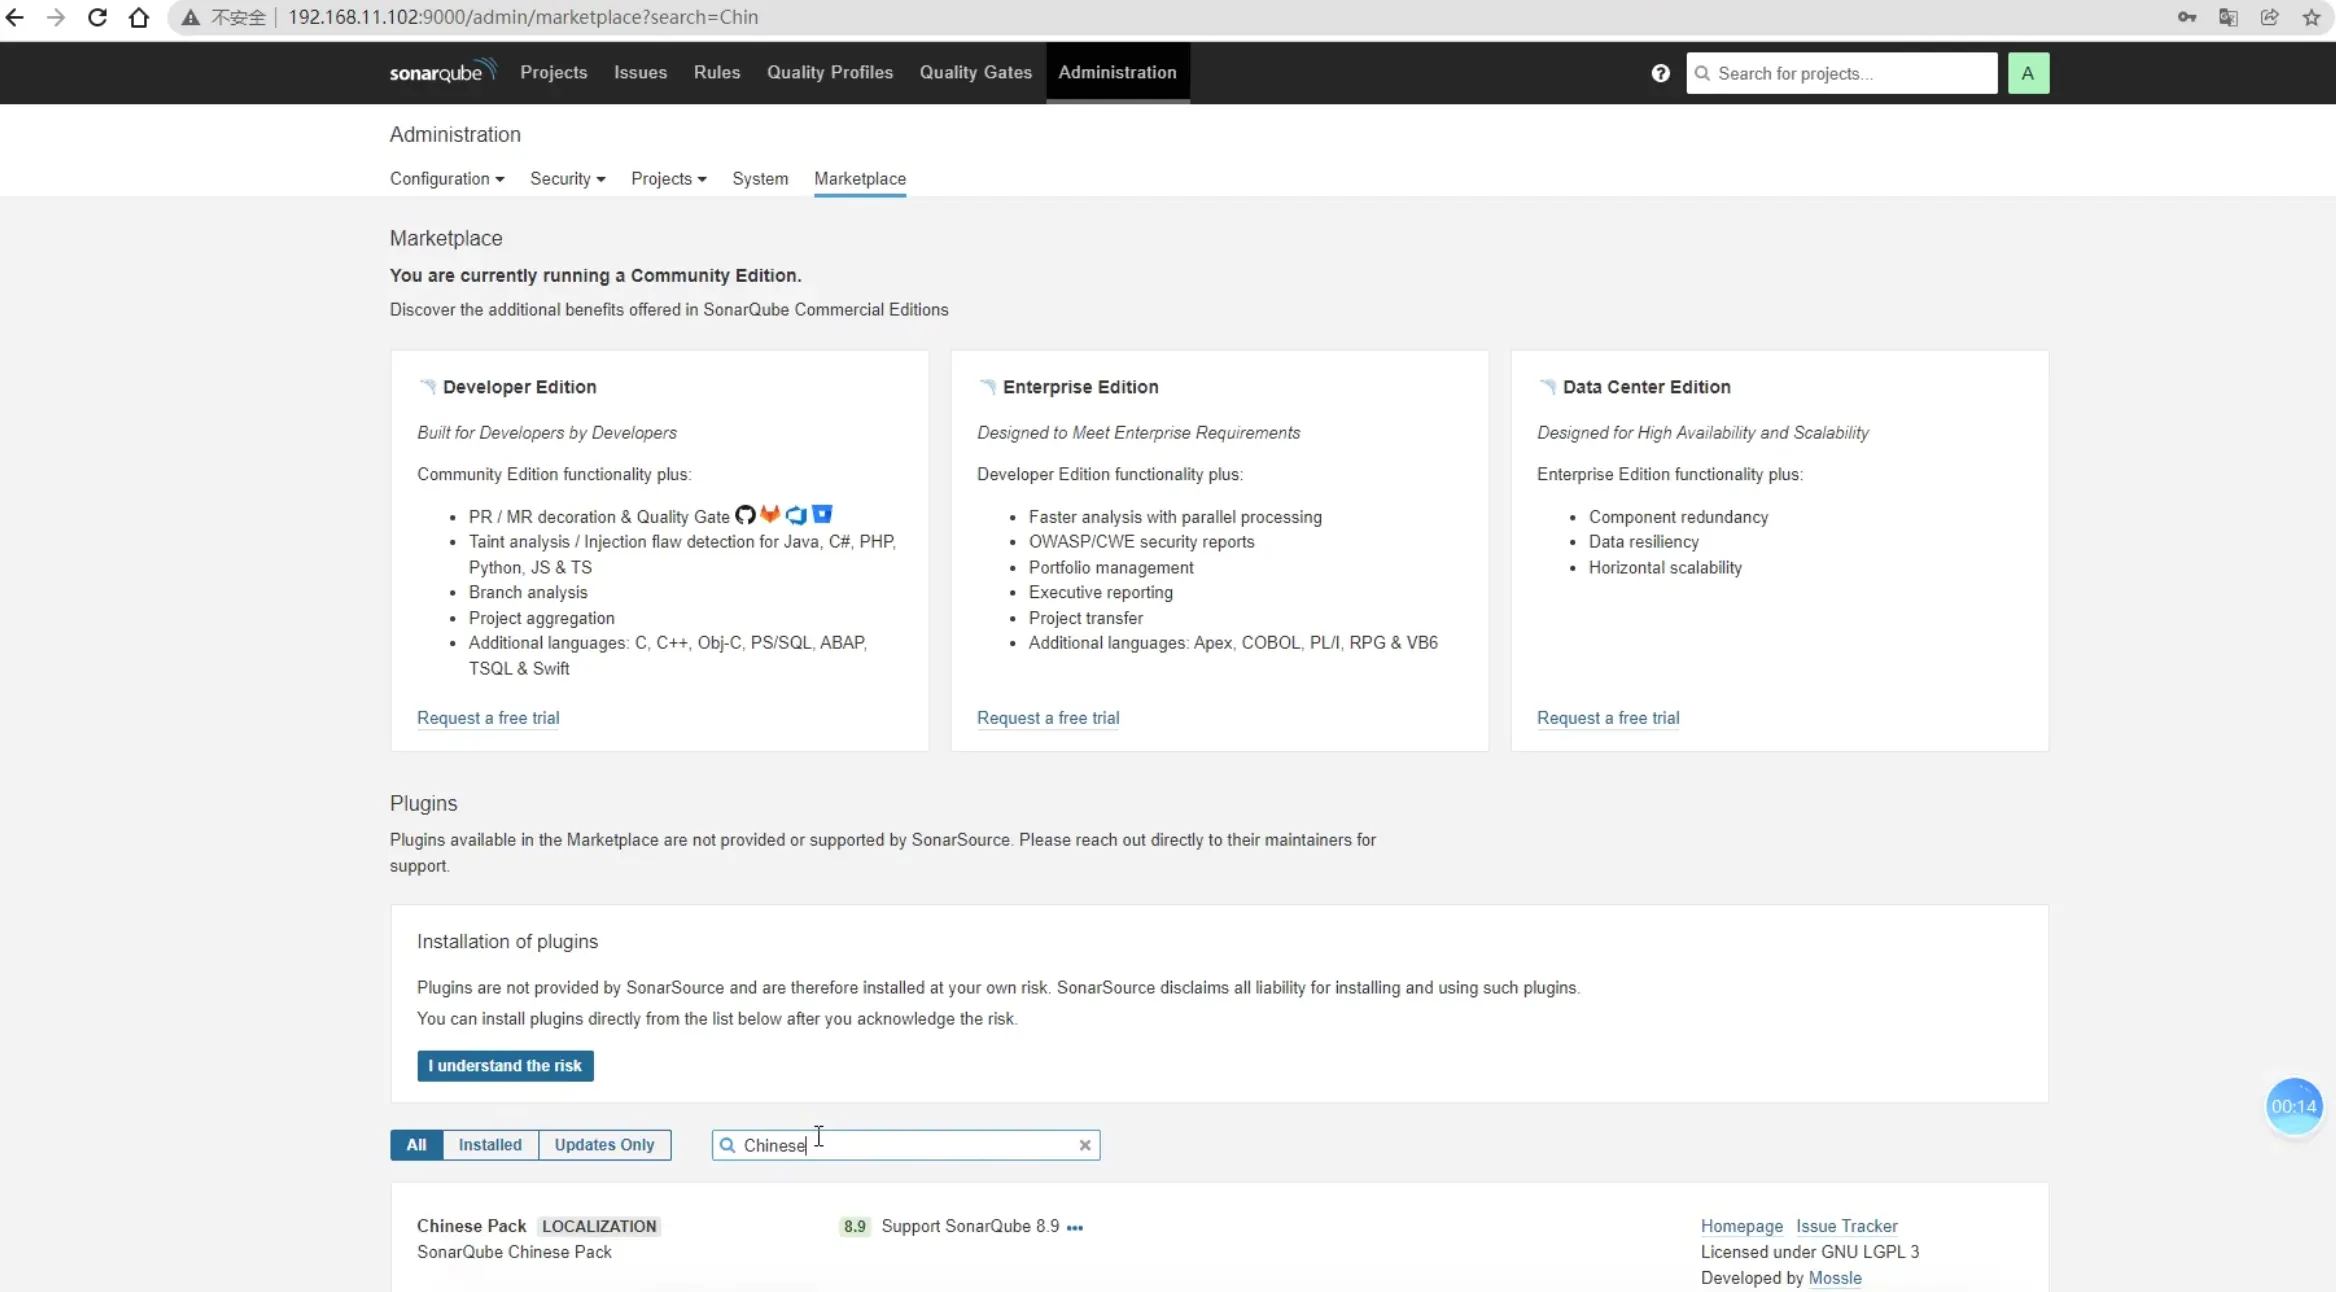 不安全 192.168.11.102:9000/admin/marketplace?search=Chin
sonarqube Projects Issues Rules Quality Profiles Quality Gates Administration Search for projects... A
Administration
Configuration Security Projects System Marketplace
Marketplace
You are currently running a Community Edition.
Discover the additional benefits offered in SonarQube Commercial Editions
Developer Edition
Built for Developers by Developers
Community Edition functionality plus:
PR / MR decoration & Quality Gate
Taint analysis / Injection flaw detection for Java, C#, PHP,
Python, JS & TS
Branch analysis
Project aggregation
Additional languages: C, C++, Obj-C, PS/SQL, ABAP,
TSQL & Swift
Request a free trial
Enterprise Edition
Designed to Meet Enterprise Requirements
Developer Edition functionality plus:
Faster analysis with parallel processing
OWASP/CWE security reports
Portfolio management
Executive reporting
Project transfer
Additional languages: Apex, COBOL, PL/I, RPG & VB6
Request a free trial
Data Center Edition
Designed for High Availability and Scalability
Enterprise Edition functionality plus:
Component redundancy
Data resiliency
Horizontal scalability
Request a free trial
Plugins
Plugins available in the Marketplace are not provided or supported by SonarSource. Please reach out directly to their maintainers for
support.
Installation of plugins
Plugins are not provided by SonarSource and are therefore installed at your own risk. SonarSource disclaims all liability for installing and using such plugins.
You can install plugins directly from the list below after you acknowledge the risk.
I understand the risk
00:14
All Installed Updates Only Chinese
Chinese Pack LOCALIZATION 8.9 Support SonarQube 8.9 Homepage Issue Tracker
SonarQube Chinese Pack Licensed under GNU LGPL 3
Developed by Mossle